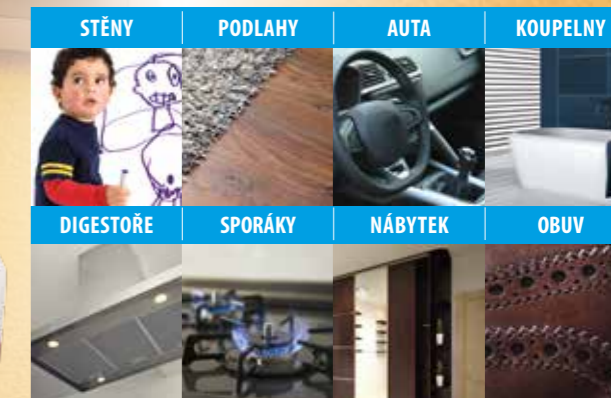 STĚNY
PODLAHY
AUTA
KOUPELNY
DIGESTOŘE
SPORÁKY
NÁBYTEK
OBUV